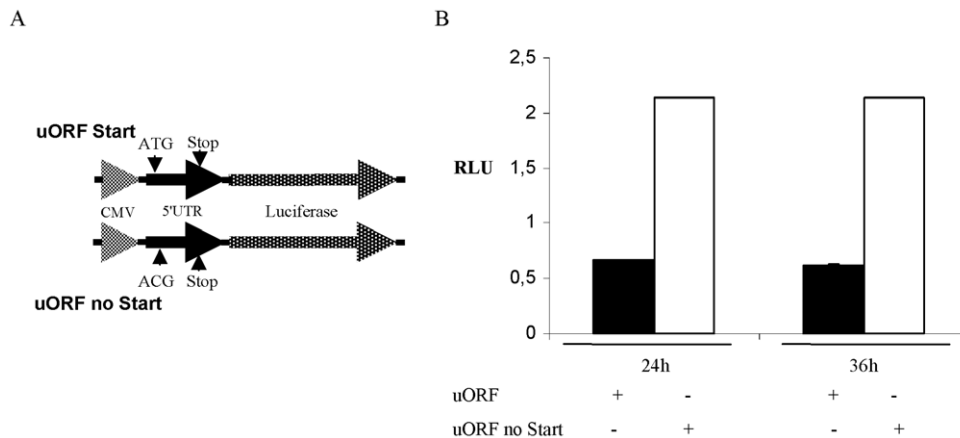 A
uORF Start
ATG Stop
CMV 5'UTR Luciferase
ACG Stop
uORF no Start
B
RLU
2,5
2
1,5
1
0,5
0
24h 36h
uORF + - + -
uORF no Start - + - +